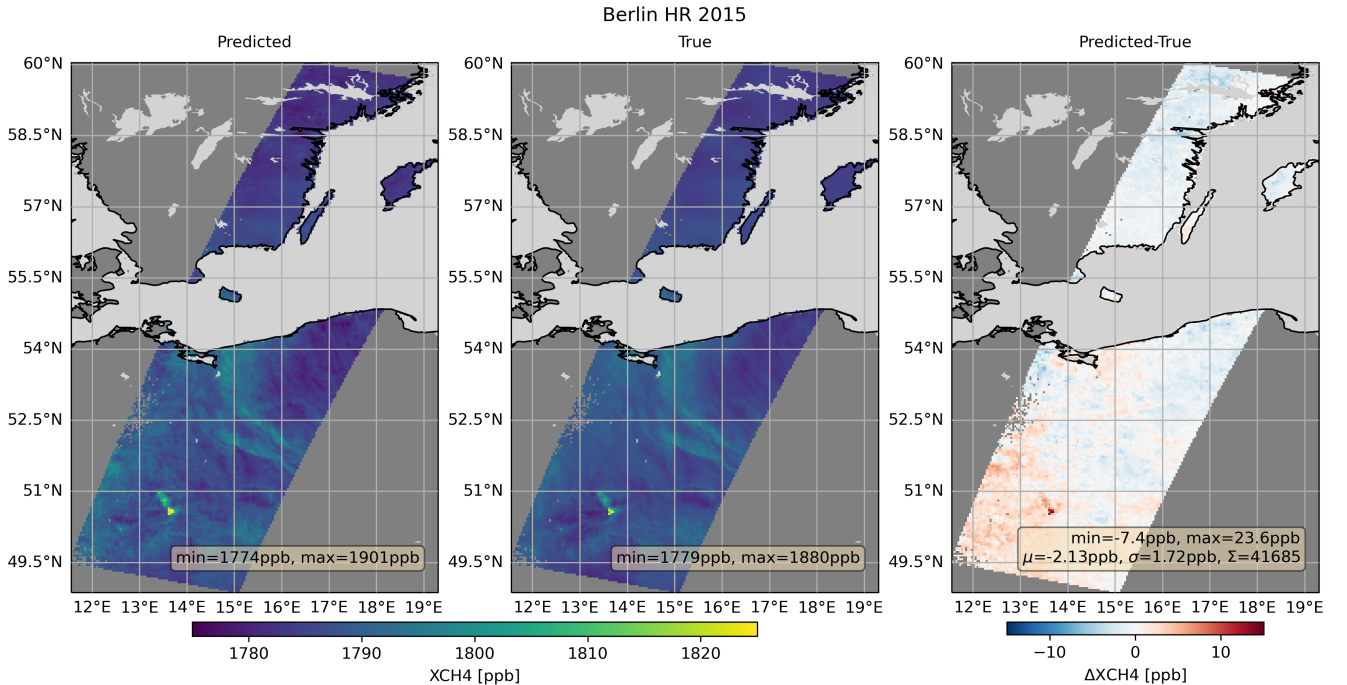 Berlin HR 2015
Predicted
60°N
58.5°N
57°N
55.5°N
54°N
52.5°N
51°N
49.5°N
min=1774ppb, max=1901ppb
12°E 13°E 14°E 15°E 16°E 17°E 18°E 19°E
True
60°N
58.5°N
57°N
55.5°N
54°N
52.5°N
51°N
49.5°N
min=1779ppb, max=1880ppb
12°E 13°E 14°E 15°E 16°E 17°E 18°E 19°E
Predicted-True
60°N
58.5°N
57°N
55.5°N
54°N
52.5°N
51°N
49.5°N
min=-7.4ppb, max=23.6ppb
μ=-2.13ppb, σ=1.72ppb, Σ=41685
12°E 13°E 14°E 15°E 16°E 17°E 18°E 19°E
1780 1790 1800 1810 1820
XCH4 [ppb]
−10 0 10
ΔXCH4 [ppb]